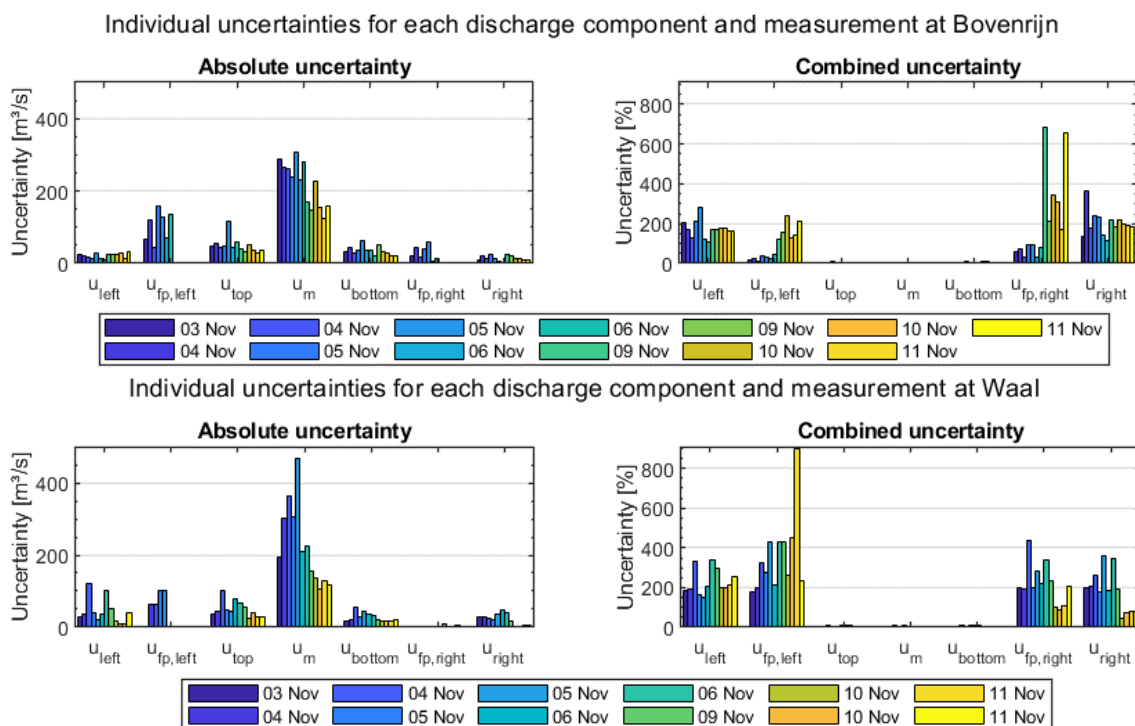 Individual uncertainties for each discharge component and measurement at Bovenrijn
Absolute uncertainty
Uncertainty [m³/s]
400
200
0
u_left u_fp,left u_top u_m u_bottom u_fp,right u_right
Combined uncertainty
Uncertainty [%]
800
600
400
200
0
u_left u_fp,left u_top u_m u_bottom u_fp,right u_right
03 Nov 04 Nov 05 Nov 06 Nov 09 Nov 10 Nov 11 Nov
04 Nov 05 Nov 06 Nov 09 Nov 10 Nov 11 Nov
Individual uncertainties for each discharge component and measurement at Waal
Absolute uncertainty
Uncertainty [m³/s]
400
200
0
u_left u_fp,left u_top u_m u_bottom u_fp,right u_right
Combined uncertainty
Uncertainty [%]
800
600
400
200
0
u_left u_fp,left u_top u_m u_bottom u_fp,right u_right
03 Nov 04 Nov 05 Nov 06 Nov 10 Nov 11 Nov
04 Nov 05 Nov 06 Nov 09 Nov 10 Nov 11 Nov